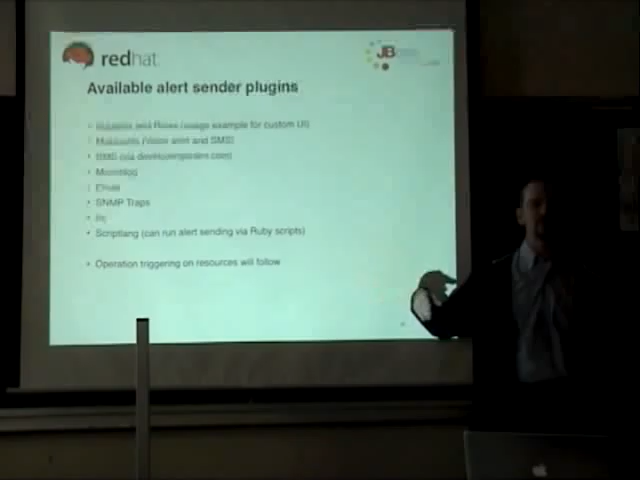 redhat
JB
Available alert sender plugins
Subjects and Roles (usage example for custom UI)
Mobicents (Voice alert and SMS)
SMS (via developergarden.com)
Microblog
Email
SNMP Traps
Irc
Scriptlang (can run alert sending via Ruby scripts)
Operation triggering on resources will follow